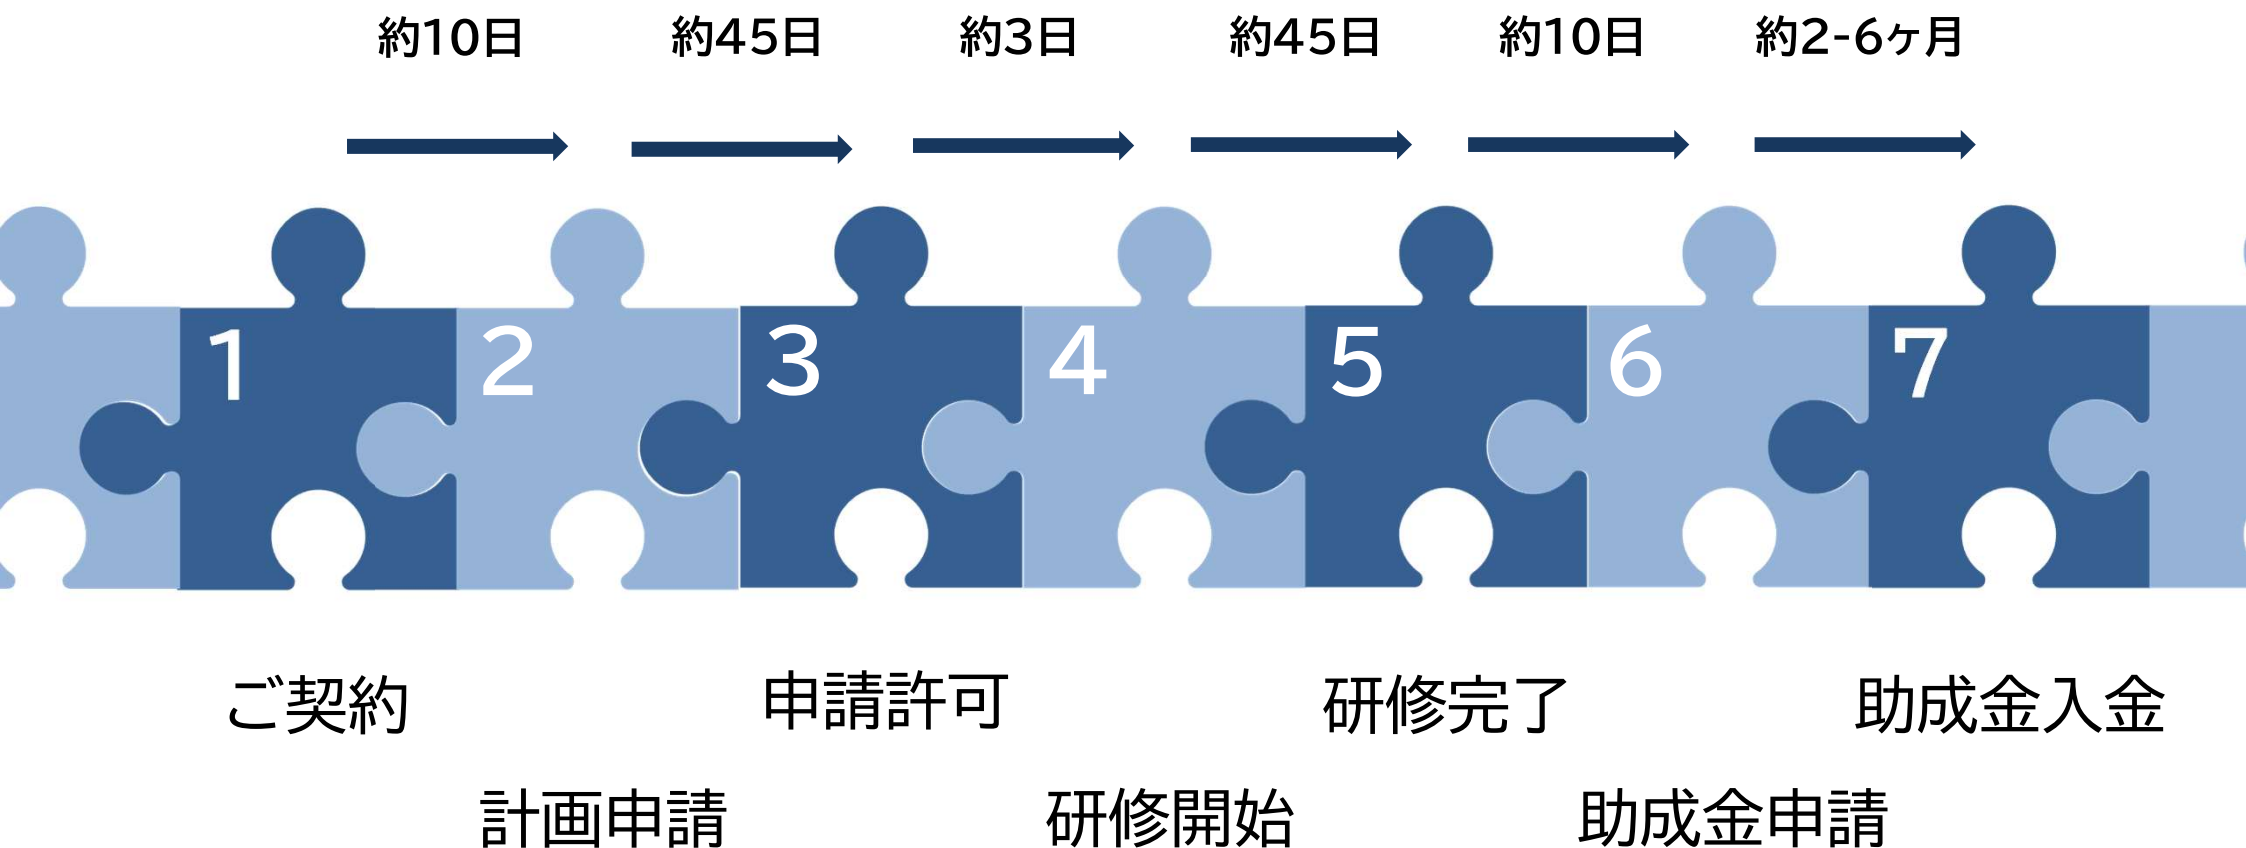 約10日
約45日
約3日
約45日
約10日
約2-6ヶ月
1
2
3
4
5
6
7
ご契約
申請許可
研修完了
助成金入金
計画申請
研修開始
助成金申請